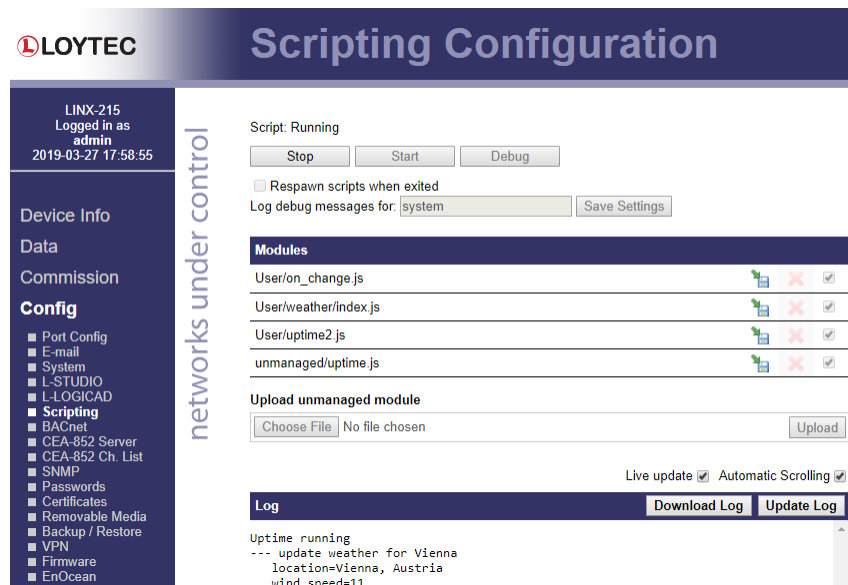 LOYTEC
Scripting Configuration
LINX-215
Logged in as
admin
2019-03-27 17:58:55
Device Info
Data
Commission
Config
Port Config
E-mail
System
L-STUDIO
L-LOGICAD
Scripting
BACnet
CEA-852 Server
CEA-852 Ch. List
SNMP
Passwords
Certificates
Removable Media
Backup / Restore
VPN
Firmware
EnOcean
networks under control
Script: Running
Stop Start Debug
Respawn scripts when exited
Log debug messages for: system Save Settings
Modules
User/on_change.js
User/weather/index.js
User/uptime2.js
unmanaged/uptime.js
Upload unmanaged module
Choose File No file chosen Upload
Live update Automatic Scrolling
Log Download Log Update Log
Uptime running
--- update weather for Vienna
location=Vienna, Austria
wind speed=11